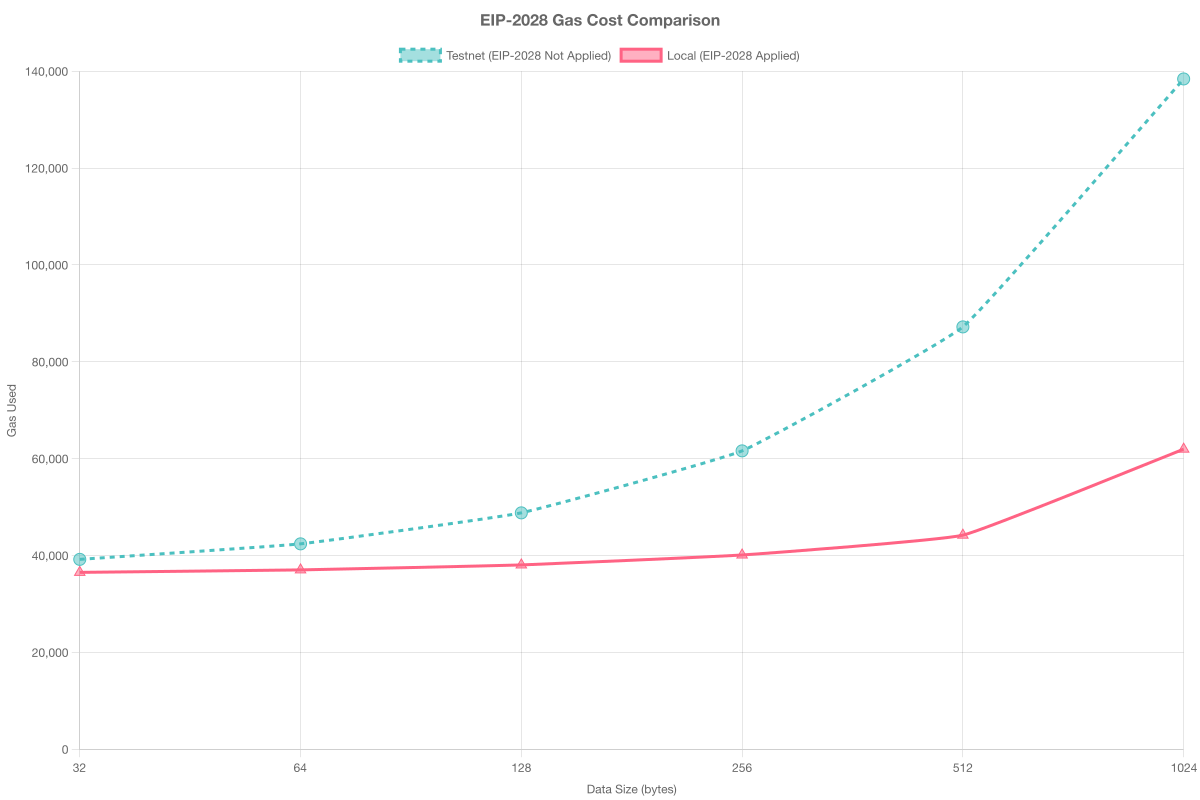 EIP-2028 Gas Cost Comparison
Testnet (EIP-2028 Not Applied) Local (EIP-2028 Applied)
140,000
120,000
100,000
80,000
60,000
40,000
20,000
0
Gas Used
32 64 128 256 512 1024
Data Size (bytes)